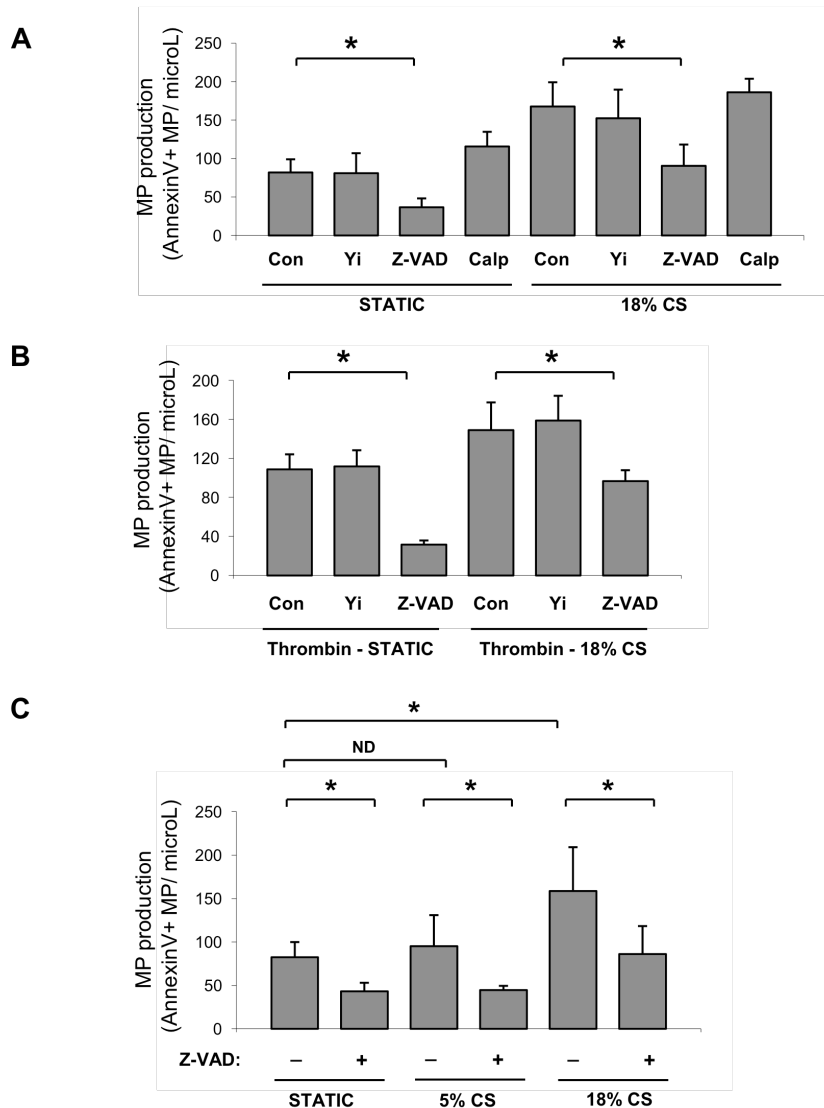 A
MP production
(AnnexinV+ MP/ microL)
250
200
150
100
50
0
*
*
Con Yi Z-VAD Calp Con Yi Z-VAD Calp
STATIC 18% CS
B
MP production
(AnnexinV+ MP/ microL)
200
160
120
80
40
0
*
*
Con Yi Z-VAD Con Yi Z-VAD
Thrombin - STATIC Thrombin - 18% CS
C
*
ND
* * *
MP production
(AnnexinV+ MP/ microL)
250
200
150
100
50
0
Z-VAD: – + – + – +
STATIC 5% CS 18% CS